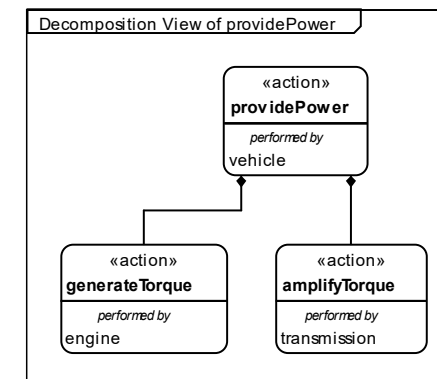 Decomposition View of providePower
«action»
providePower
performed by
vehicle
«action»
generateTorque
performed by
engine
«action»
amplifyTorque
performed by
transmission